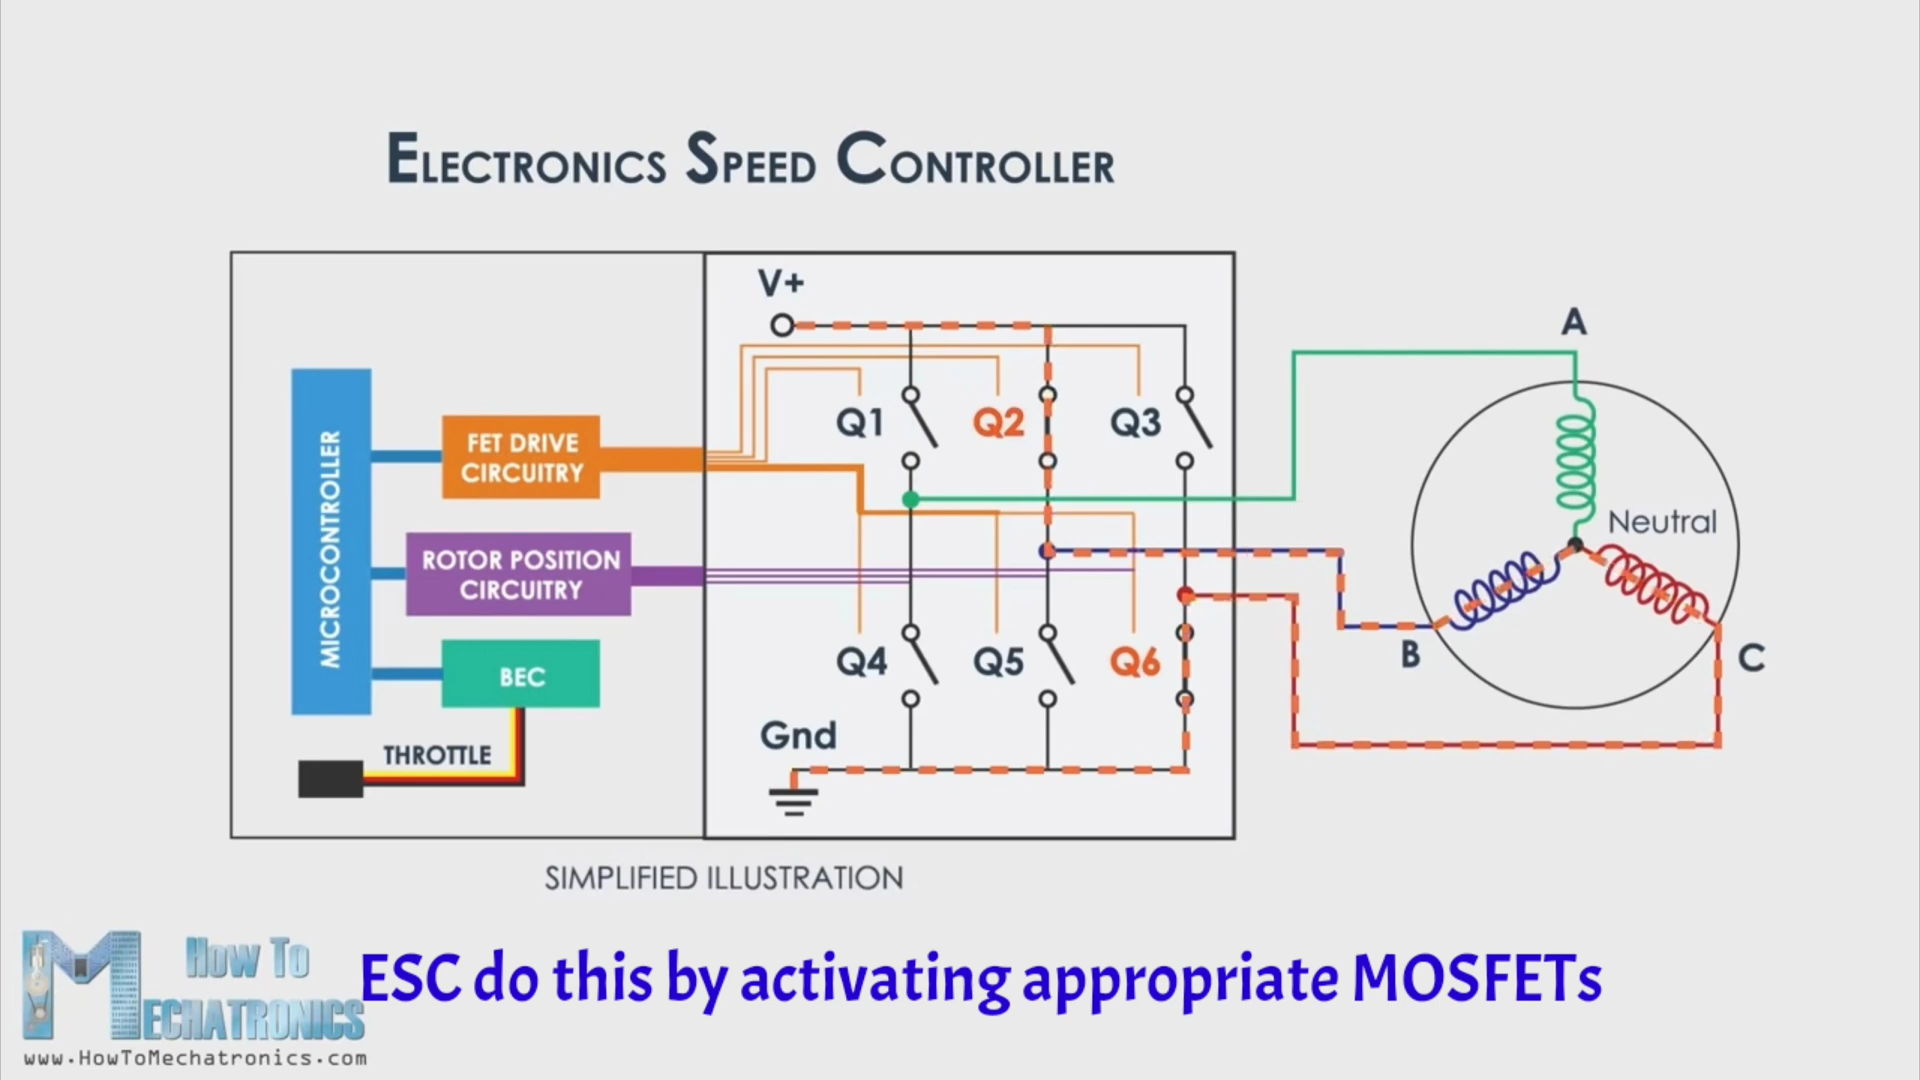 ELECTRONICS SPEED CONTROLLER
V+
A
MICROCONTROLLER
FET DRIVE
CIRCUITRY
Q1
Q2
Q3
Neutral
ROTOR POSITION
CIRCUITRY
BEC
Q4
Q5
Q6
B
C
THROTTLE
Gnd
SIMPLIFIED ILLUSTRATION
HOW TO
MECHATRONICS
www.HowToMechatronics.com
ESC do this by activating appropriate MOSFETs